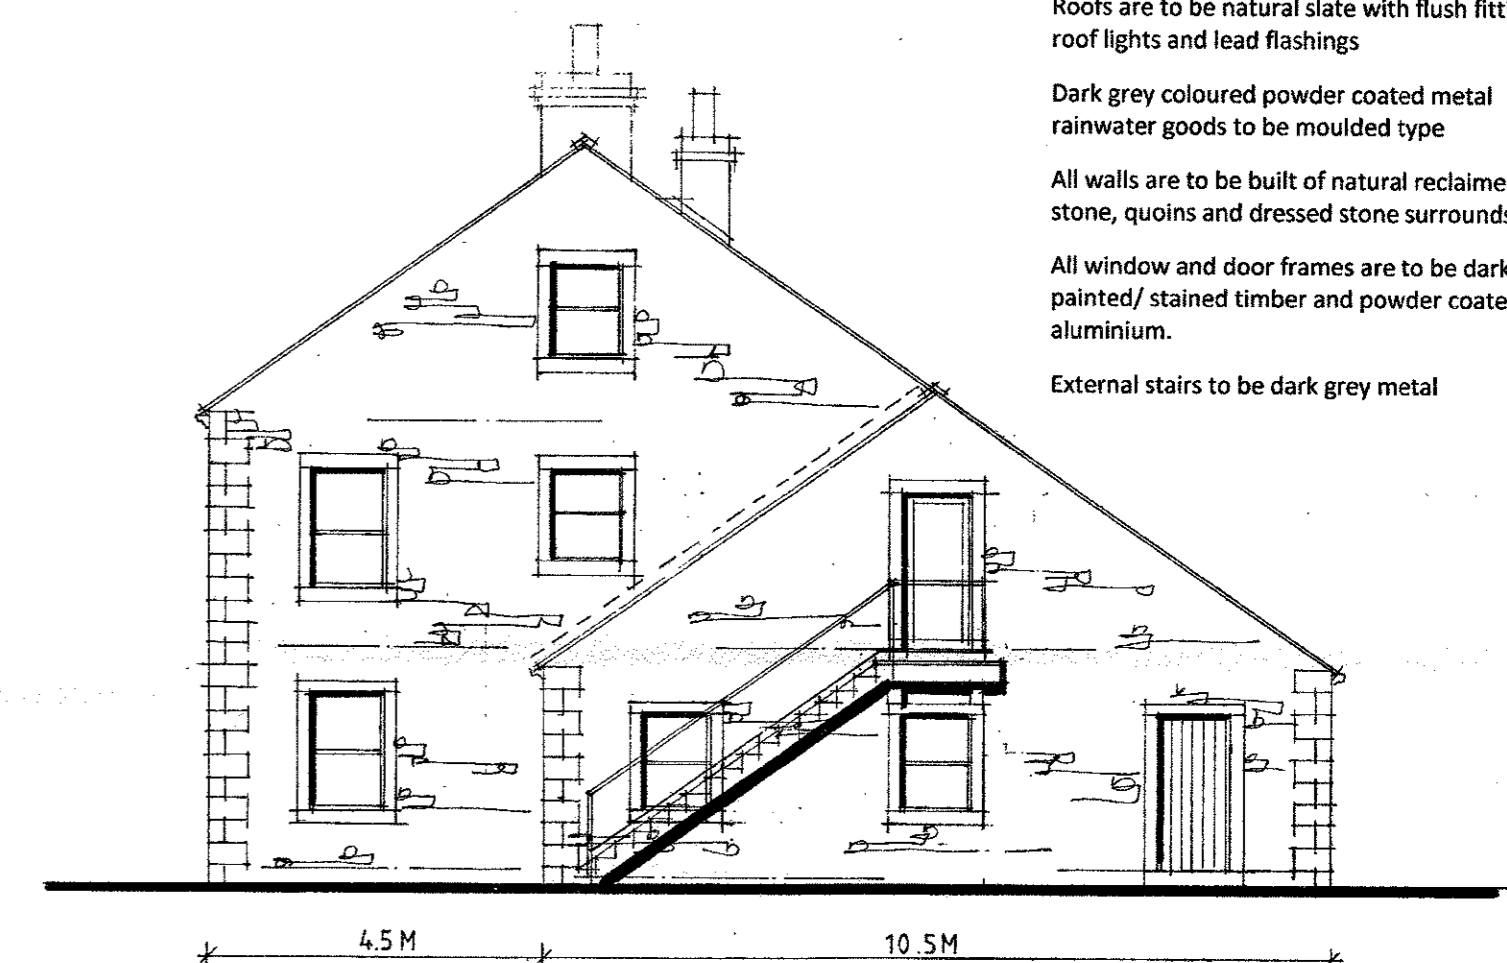 Roofs are to be natural slate with flush fitt
roof lights and lead flashings
Dark grey coloured powder coated metal
rainwater goods to be moulded type
All walls are to be built of natural reclaime
stone, quoins and dressed stone surrounds
All window and door frames are to be dark
painted/ stained timber and powder coate
aluminium.
External stairs to be dark grey metal
4.5 M
10.5M